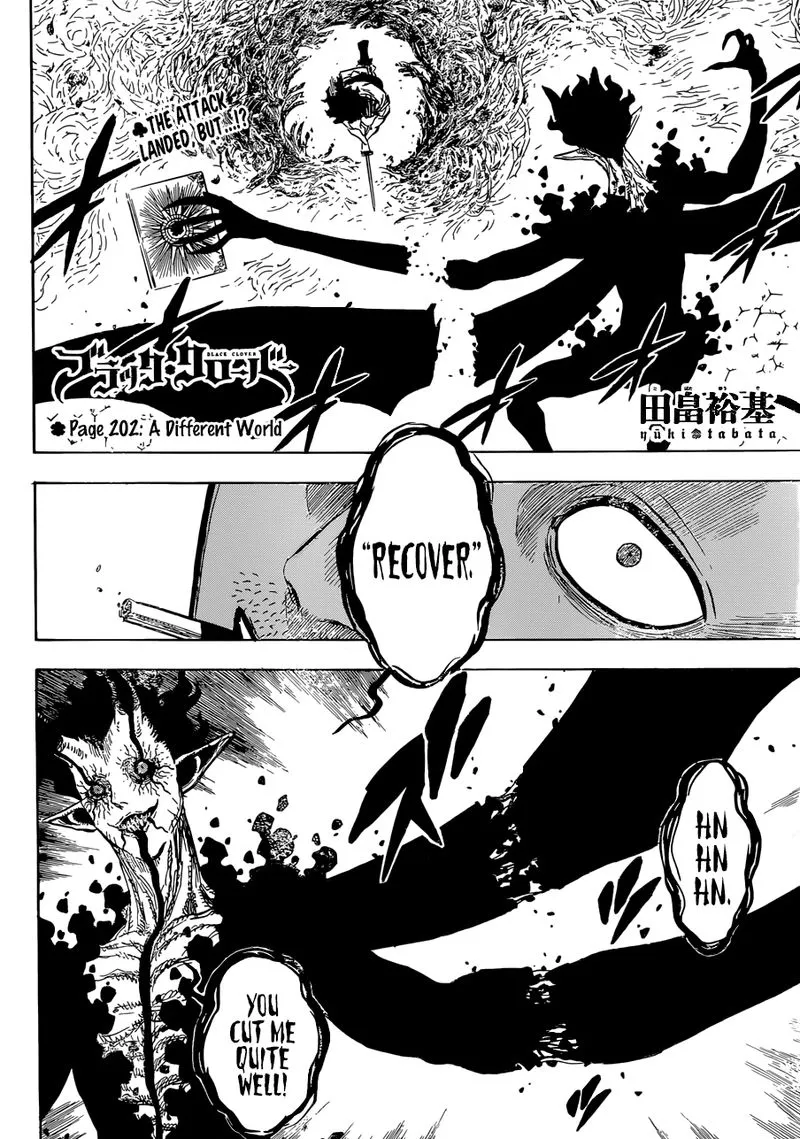 ♣THE ATTACK
LANDED, BUT...!?
BLACK CLOVER
ブラッククローバー
♣ Page 202: A Different World
田畠裕基
yūki♣tabata
"RECOVER."
HN
HN
HN.
YOU
CUT ME
QUITE
WELL!